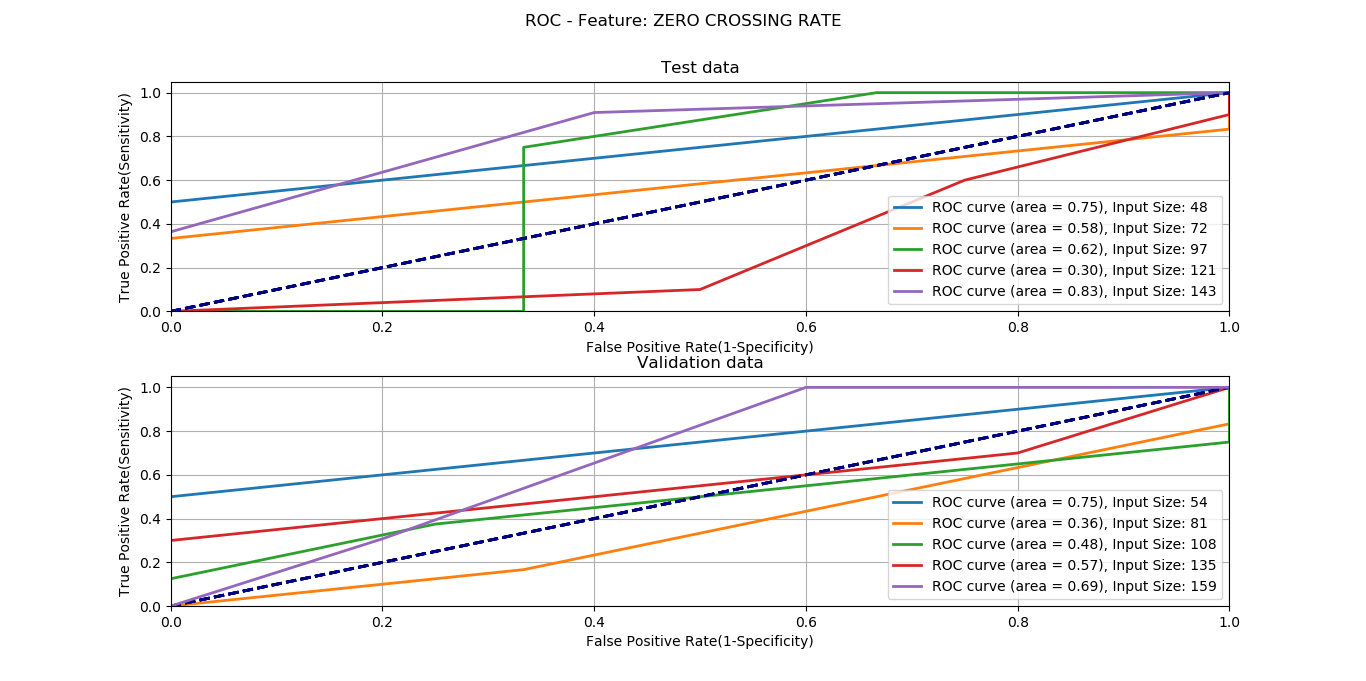 ROC - Feature: ZERO CROSSING RATE
Test data
True Positive Rate(Sensitivity)
1.0
0.8
0.6
0.4
0.2
0.0
ROC curve (area = 0.75), Input Size: 48
ROC curve (area = 0.58), Input Size: 72
ROC curve (area = 0.62), Input Size: 97
ROC curve (area = 0.30), Input Size: 121
ROC curve (area = 0.83), Input Size: 143
0.0 0.2 0.4 0.6 0.8 1.0
False Positive Rate(1-Specificity)
Validation data
True Positive Rate(Sensitivity)
1.0
0.8
0.6
0.4
0.2
0.0
ROC curve (area = 0.75), Input Size: 54
ROC curve (area = 0.36), Input Size: 81
ROC curve (area = 0.48), Input Size: 108
ROC curve (area = 0.57), Input Size: 135
ROC curve (area = 0.69), Input Size: 159
0.0 0.2 0.4 0.6 0.8 1.0
False Positive Rate(1-Specificity)